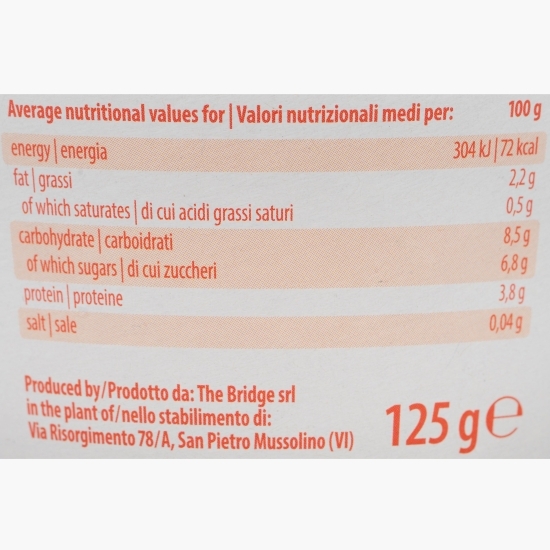 Average nutritional values for | Valori nutrizionali medi per: 100 g
energy | energia 304 kJ | 72 kcal
fat | grassi 2,2 g
of which saturates | di cui acidi grassi saturi 0,5 g
carbohydrate | carboidrati 8,5 g
of which sugars | di cui zuccheri 6,8 g
protein | proteine 3,8 g
salt | sale 0,04 g
Produced by/Prodotto da: The Bridge srl
in the plant of/nello stabilimento di:
Via Risorgimento 78/A, San Pietro Mussolino (VI)
125 g ℮